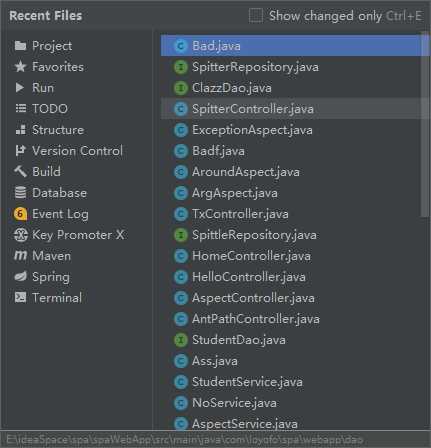 Recent Files
Show changed only Ctrl+E
Project
Favorites
Run
TODO
Structure
Version Control
Build
Database
6 Event Log
Key Promoter X
m Maven
Spring
Terminal
C Bad.java
I SpitterRepository.java
I ClazzDao.java
C SpitterController.java
C ExceptionAspect.java
C Badf.java
C AroundAspect.java
C ArgAspect.java
C TxController.java
I SpittleRepository.java
C HomeController.java
C HelloController.java
C AspectController.java
C AntPathController.java
I StudentDao.java
C Ass.java
C StudentService.java
C NoService.java
C AspectService.java
E:\ideaSpace\spa\spaWebApp\src\main\java\com\loyofo\spa\webapp\dao